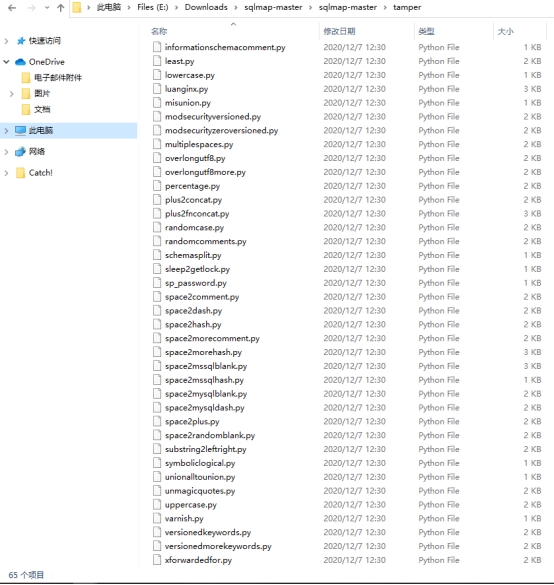 此电脑 > Files (E:) > Downloads > sqlmap-master > sqlmap-master > tamper
快速访问
OneDrive
电子邮件附件
图片
文档
此电脑
网络
Catch!
名称 修改日期 类型 大小
informationschemacomment.py 2020/12/7 12:30 Python File 1 KB
least.py 2020/12/7 12:30 Python File 2 KB
lowercase.py 2020/12/7 12:30 Python File 1 KB
luanginx.py 2020/12/7 12:30 Python File 3 KB
misunion.py 2020/12/7 12:30 Python File 1 KB
modsecurityversioned.py 2020/12/7 12:30 Python File 2 KB
modsecurityzeroversioned.py 2020/12/7 12:30 Python File 2 KB
multiplespaces.py 2020/12/7 12:30 Python File 2 KB
overlongutf8.py 2020/12/7 12:30 Python File 2 KB
overlongutf8more.py 2020/12/7 12:30 Python File 2 KB
percentage.py 2020/12/7 12:30 Python File 2 KB
plus2concat.py 2020/12/7 12:30 Python File 2 KB
plus2fnconcat.py 2020/12/7 12:30 Python File 3 KB
randomcase.py 2020/12/7 12:30 Python File 2 KB
randomcomments.py 2020/12/7 12:30 Python File 2 KB
schemasplit.py 2020/12/7 12:30 Python File 1 KB
sleep2getlock.py 2020/12/7 12:30 Python File 1 KB
sp_password.py 2020/12/7 12:30 Python File 1 KB
space2comment.py 2020/12/7 12:30 Python File 2 KB
space2dash.py 2020/12/7 12:30 Python File 2 KB
space2hash.py 2020/12/7 12:30 Python File 2 KB
space2morecomment.py 2020/12/7 12:30 Python File 2 KB
space2morehash.py 2020/12/7 12:30 Python File 3 KB
space2mssqlblank.py 2020/12/7 12:30 Python File 3 KB
space2mssqlhash.py 2020/12/7 12:30 Python File 1 KB
space2mysqlblank.py 2020/12/7 12:30 Python File 2 KB
space2mysqldash.py 2020/12/7 12:30 Python File 2 KB
space2plus.py 2020/12/7 12:30 Python File 2 KB
space2randomblank.py 2020/12/7 12:30 Python File 2 KB
substring2leftright.py 2020/12/7 12:30 Python File 2 KB
symboliclogical.py 2020/12/7 12:30 Python File 1 KB
unionalltounion.py 2020/12/7 12:30 Python File 1 KB
unmagicquotes.py 2020/12/7 12:30 Python File 2 KB
uppercase.py 2020/12/7 12:30 Python File 2 KB
varnish.py 2020/12/7 12:30 Python File 1 KB
versionedkeywords.py 2020/12/7 12:30 Python File 2 KB
versionedmorekeywords.py 2020/12/7 12:30 Python File 2 KB
xforwardedfor.py 2020/12/7 12:30 Python File 2 KB
65 个项目